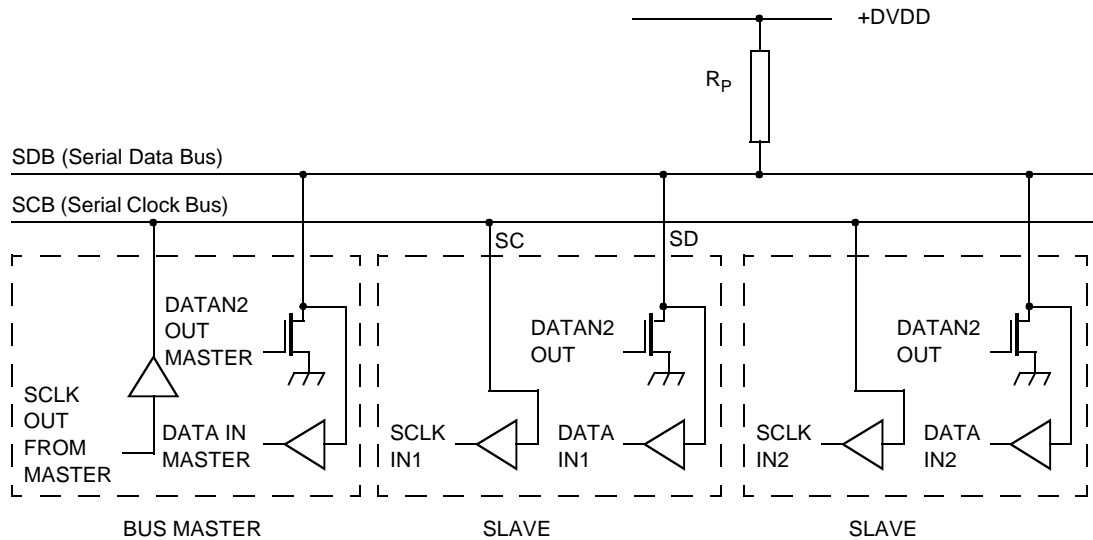 +DVDD
RP
SDB (Serial Data Bus)
SCB (Serial Clock Bus)
SC
SD
DATAN2
OUT
MASTER
SCLK
OUT
FROM
MASTER
DATA IN
MASTER
DATAN2
OUT
SCLK
IN1
DATA
IN1
DATAN2
OUT
SCLK
IN2
DATA
IN2
BUS MASTER
SLAVE
SLAVE